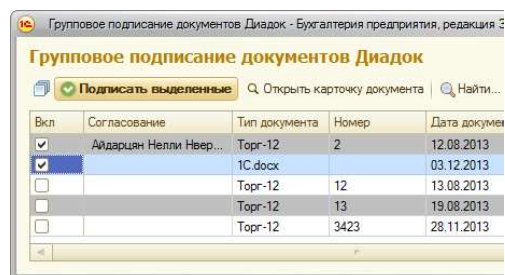 Групповое подписание документов Диадок - Бухгалтерия предприятия, редакция
Групповое подписание документов Диадок
Подписать выделенные Открыть карточку документа Найти...
Вкл Согласование Тип документа Номер Дата докуме
Айдарцян Нелли Нвер... Торг-12 2 12.08.2013
1C.docx 03.12.2013
Торг-12 12 13.08.2013
Торг-12 13 19.08.2013
Торг-12 3423 28.11.2013